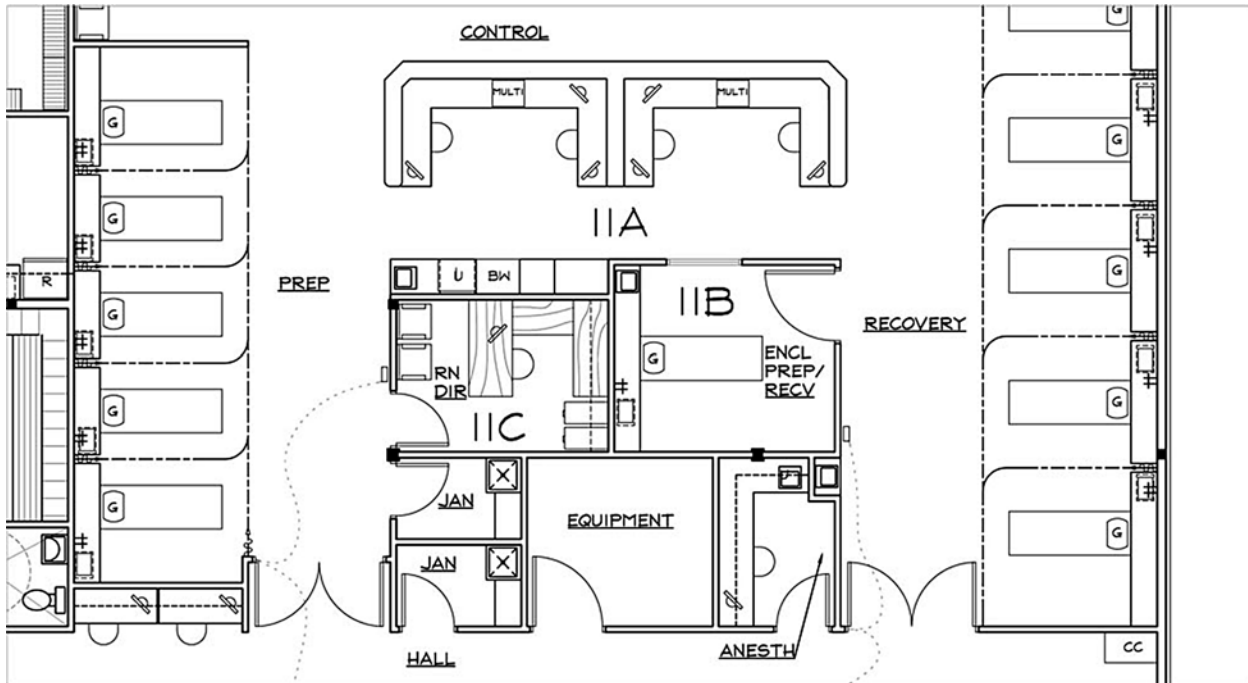 CONTROL
MULTI
MULTI
G
G
G
G
G
G
G
G
G
G
G
11A
U
BW
R
PREP
11B
G
ENCL
PREP/
RECV
RECOVERY
RN
DIR
11C
JAN
EQUIPMENT
JAN
HALL
ANESTH
CC